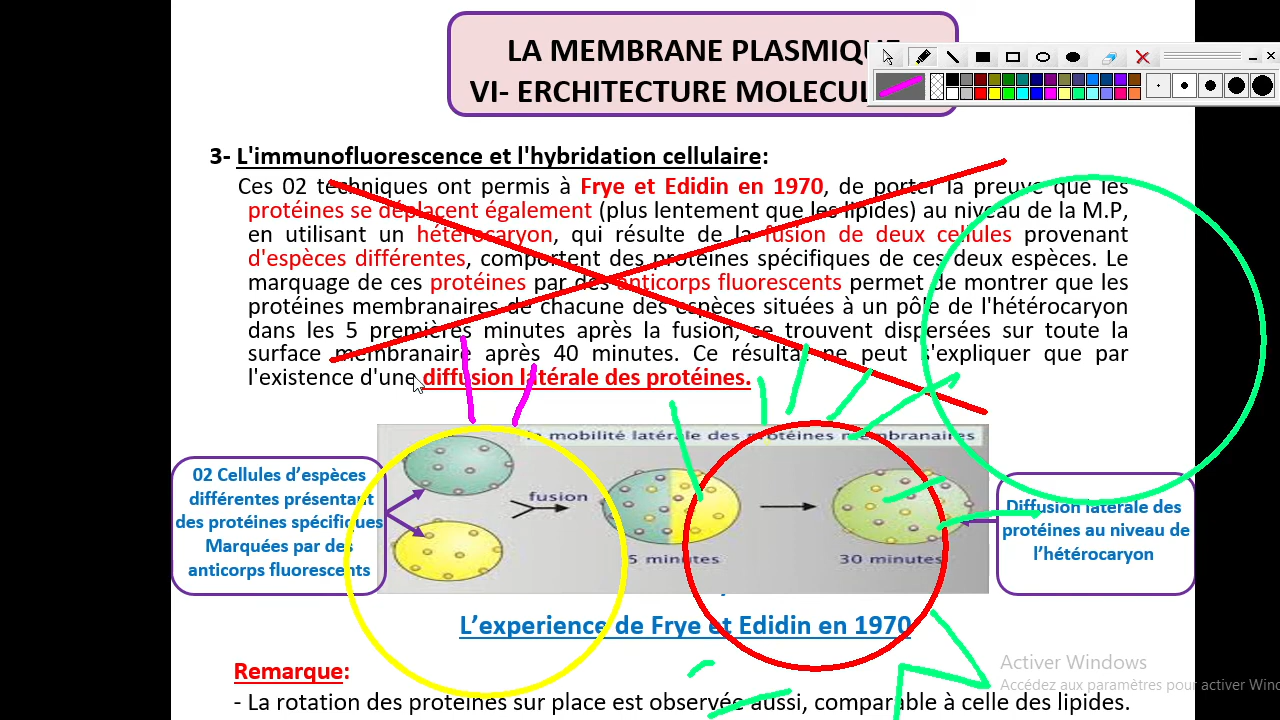 LA MEMBRANE PLASMIQUE
VI- ERCHITECTURE MOLECUL
3- L'immunofluorescence et l'hybridation cellulaire:
Ces 02 techniques ont permis à Frye et Edidin en 1970, de porter la preuve que les
protéines se déplacent également (plus lentement que les lipides) au niveau de la M.P,
en utilisant un hétérocaryon, qui résulte de la fusion de deux cellules provenant
d'espèces différentes, comportent des protéines spécifiques de ces deux espèces. Le
marquage de ces protéines par des anticorps fluorescents permet de montrer que les
protéines membranaires de chacune des espèces situées à un pôle de l'hétérocaryon
dans les 5 premières minutes après la fusion, se trouvent dispersées sur toute la
surface membranaire après 40 minutes. Ce résultat ne peut s'expliquer que par
l'existence d'une diffusion latérale des protéines.
la mobilité latérale des protéines membranaires
02 Cellules d'espèces
différentes présentant
des protéines spécifiques
Marquées par des
anticorps fluorescents
fusion
5 minutes
30 minutes
Diffusion latérale des
protéines au niveau de
l'hétérocaryon
L'experience de Frye et Edidin en 1970
Remarque:
- La rotation des proteines sur place est observée aussi, comparable à celle des lipides.
Activer Windows
Accédez aux paramètres pour activer Wind